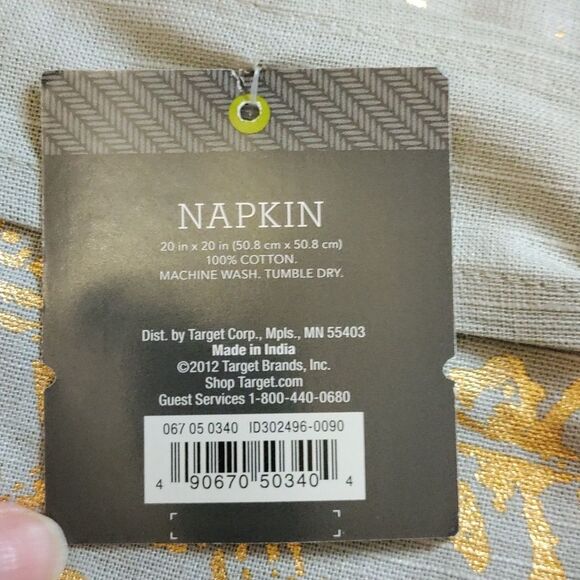 NAPKIN
20 in x 20 in (50.8 cm x 50.8 cm)
100% COTTON.
MACHINE WASH. TUMBLE DRY.
Dist. by Target Corp., Mpls., MN 55403
Made in India
©2012 Target Brands, Inc.
Shop Target.com
Guest Services 1-800-440-0680
067 05 0340 ID302496-0090
4 90670 50340 4